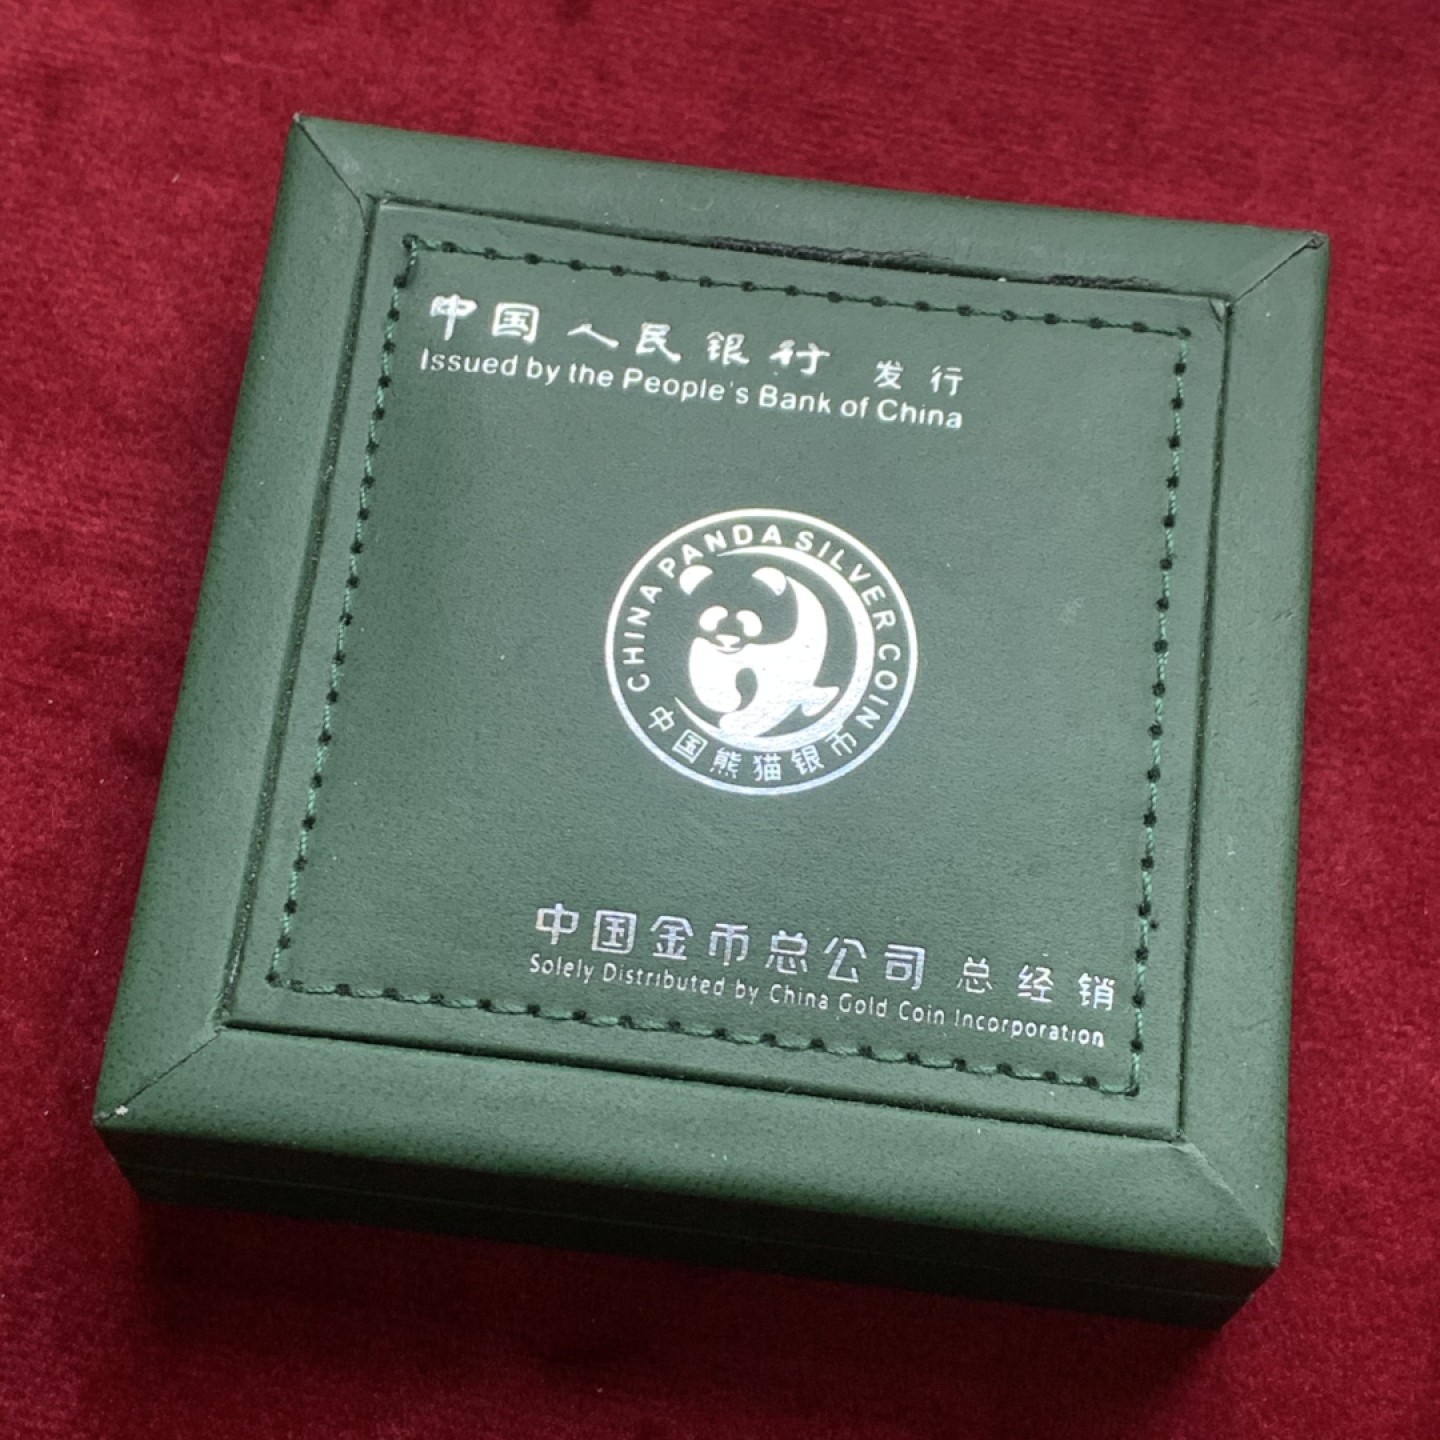 中国人民银行 发行
Issued by the People's Bank of China
CHINA PANDA SILVER COIN
中国熊猫银币
中国金币总公司 总经销
Solely Distributed by China Gold Coin Incorporation